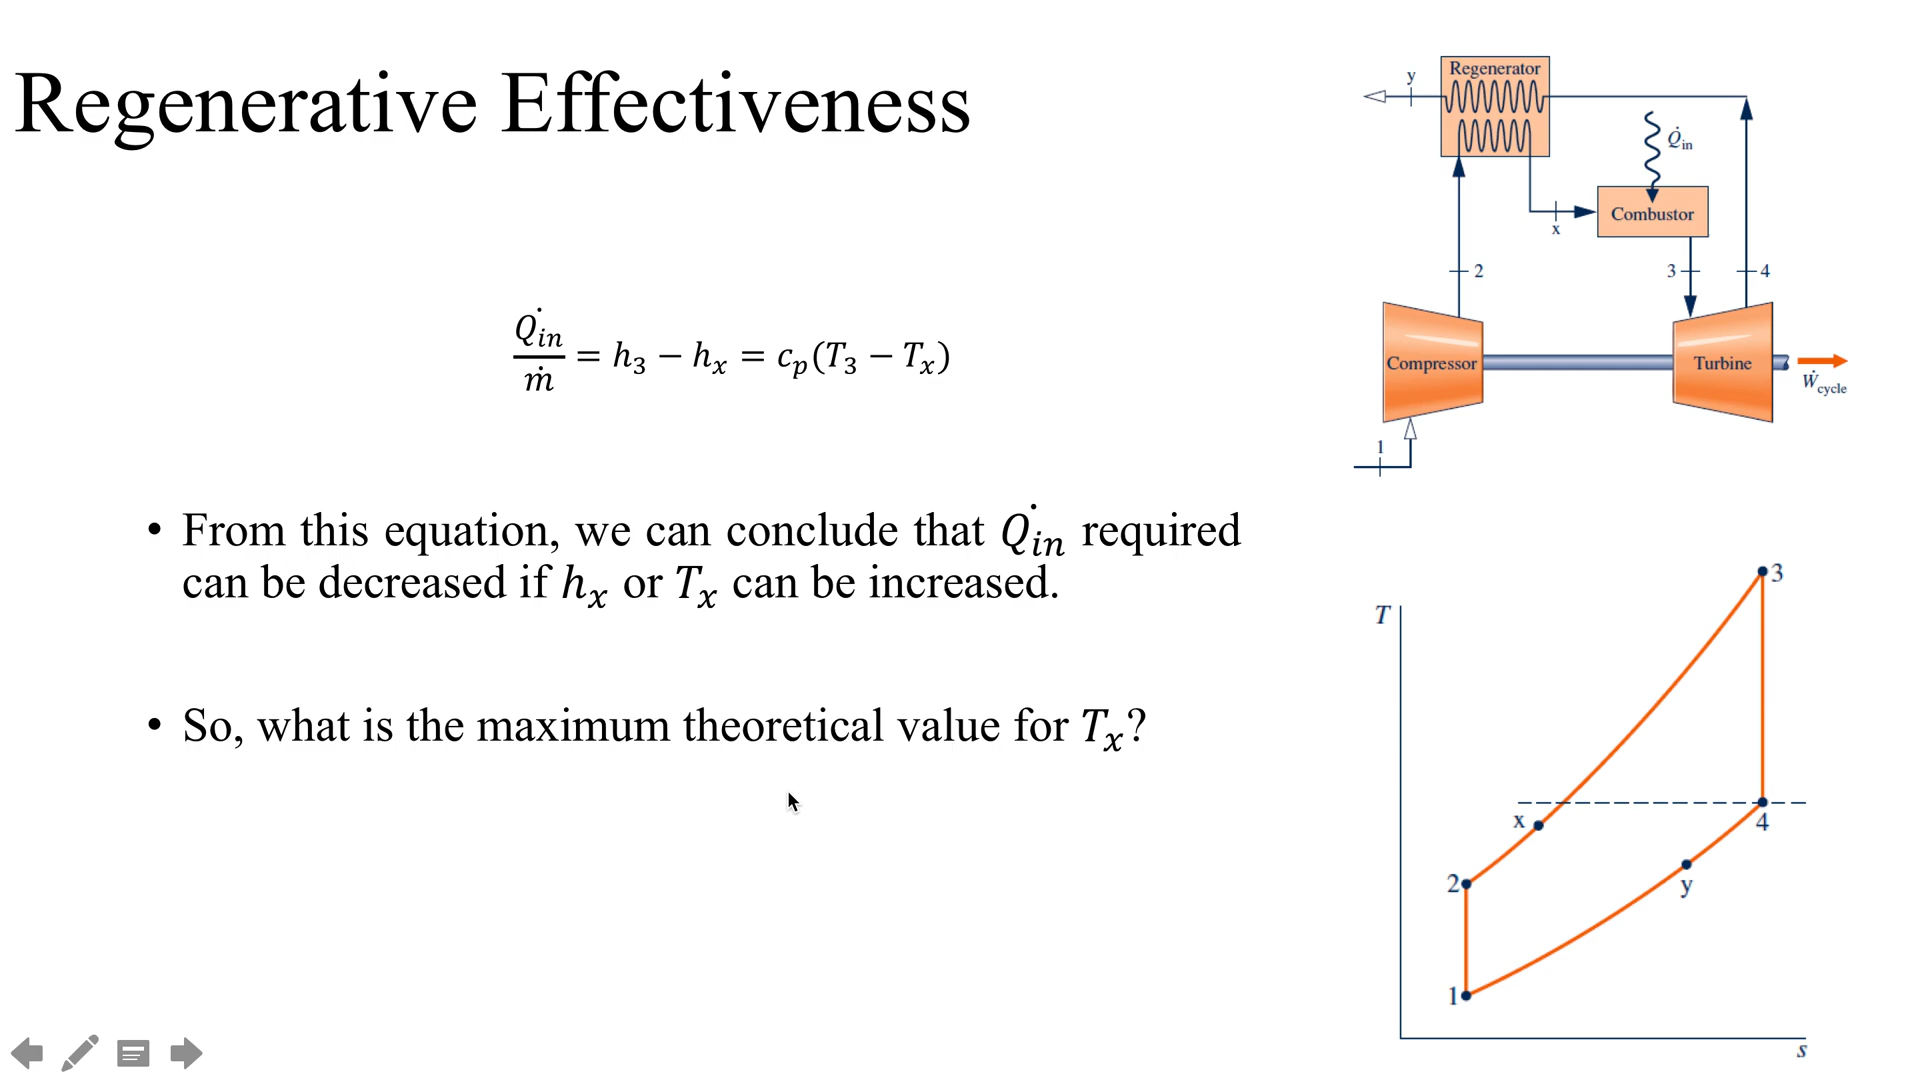 Regenerative Effectiveness
Q̇in/ṁ = h₃ − hₓ = cₚ(T₃ − Tₓ)
• From this equation, we can conclude that Q̇in required
can be decreased if hₓ or Tₓ can be increased.
• So, what is the maximum theoretical value for Tₓ?
Regenerator
y
Q̇in
Combustor
x
2
3
4
Compressor
Turbine
Ẇcycle
1
T
3
x
4
2
y
1
s